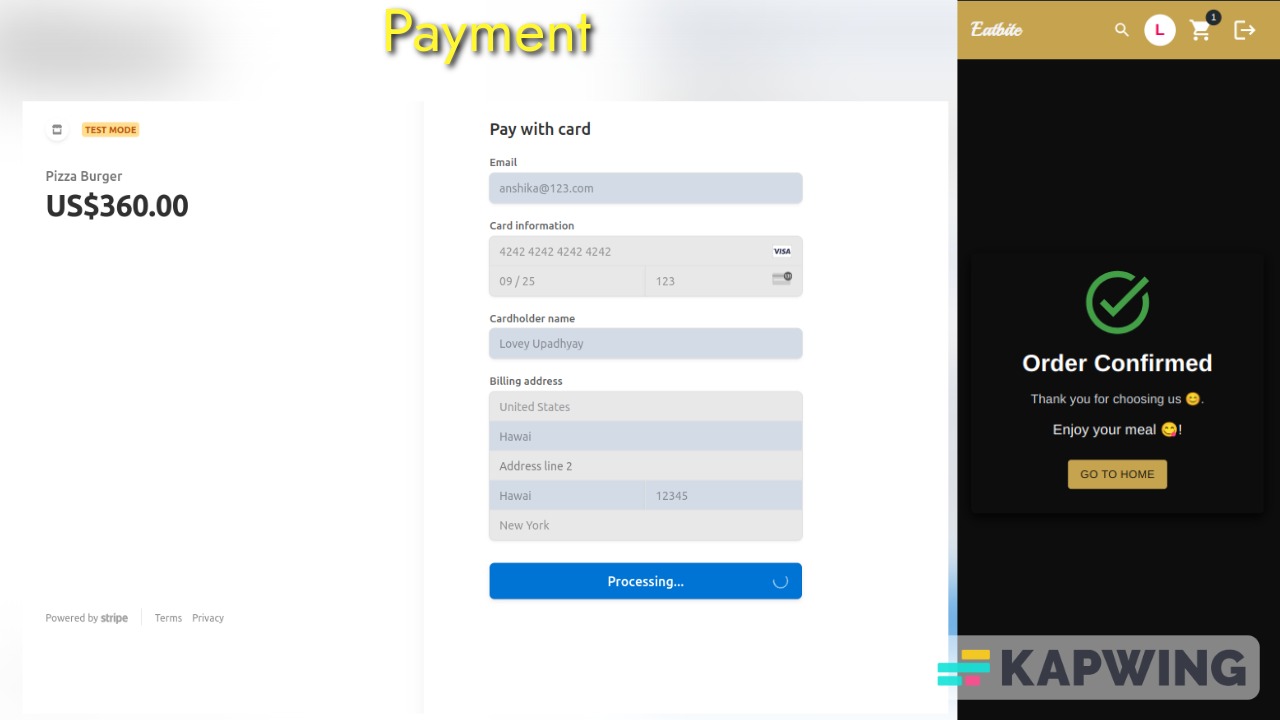 Payment
TEST MODE
Pizza Burger
US$360.00
Powered by stripe
Terms Privacy
Pay with card
Email
anshika@123.com
Card information
4242 4242 4242 4242 VISA
09 / 25 123
Cardholder name
Lovey Upadhyay
Billing address
United States
Hawai
Address line 2
Hawai 12345
New York
Processing...
Eatbite L 1
Order Confirmed
Thank you for choosing us 😊.
Enjoy your meal 😋!
GO TO HOME
KAPWING